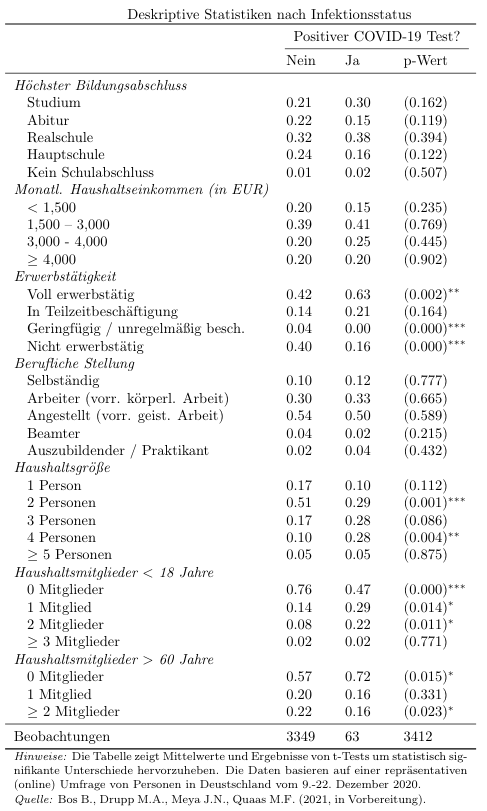 Deskriptive Statistiken nach Infektionsstatus
Positiver COVID-19 Test?
Nein Ja p-Wert
Höchster Bildungsabschluss
Studium 0.21 0.30 (0.162)
Abitur 0.22 0.15 (0.119)
Realschule 0.32 0.38 (0.394)
Hauptschule 0.24 0.16 (0.122)
Kein Schulabschluss 0.01 0.02 (0.507)
Monatl. Haushaltseinkommen (in EUR)
< 1,500 0.20 0.15 (0.235)
1,500 – 3,000 0.39 0.41 (0.769)
3,000 - 4,000 0.20 0.25 (0.445)
≥ 4,000 0.20 0.20 (0.902)
Erwerbstätigkeit
Voll erwerbstätig 0.42 0.63 (0.002)**
In Teilzeitbeschäftigung 0.14 0.21 (0.164)
Geringfügig / unregelmäßig besch. 0.04 0.00 (0.000)***
Nicht erwerbstätig 0.40 0.16 (0.000)***
Berufliche Stellung
Selbständig 0.10 0.12 (0.777)
Arbeiter (vorr. körperl. Arbeit) 0.30 0.33 (0.665)
Angestellt (vorr. geist. Arbeit) 0.54 0.50 (0.589)
Beamter 0.04 0.02 (0.215)
Auszubildender / Praktikant 0.02 0.04 (0.432)
Haushaltsgröße
1 Person 0.17 0.10 (0.112)
2 Personen 0.51 0.29 (0.001)***
3 Personen 0.17 0.28 (0.086)
4 Personen 0.10 0.28 (0.004)**
≥ 5 Personen 0.05 0.05 (0.875)
Haushaltsmitglieder < 18 Jahre
0 Mitglieder 0.76 0.47 (0.000)***
1 Mitglied 0.14 0.29 (0.014)*
2 Mitglieder 0.08 0.22 (0.011)*
≥ 3 Mitglieder 0.02 0.02 (0.771)
Haushaltsmitglieder > 60 Jahre
0 Mitglieder 0.57 0.72 (0.015)*
1 Mitglied 0.20 0.16 (0.331)
≥ 2 Mitglieder 0.22 0.16 (0.023)*
Beobachtungen 3349 63 3412
Hinweise: Die Tabelle zeigt Mittelwerte und Ergebnisse von t-Tests um statistisch sig-
nifikante Unterschiede hervorzuheben. Die Daten basieren auf einer repräsentativen
(online) Umfrage von Personen in Deustschland vom 9.-22. Dezember 2020.
Quelle: Bos B., Drupp M.A., Meya J.N., Quaas M.F. (2021, in Vorbereitung).